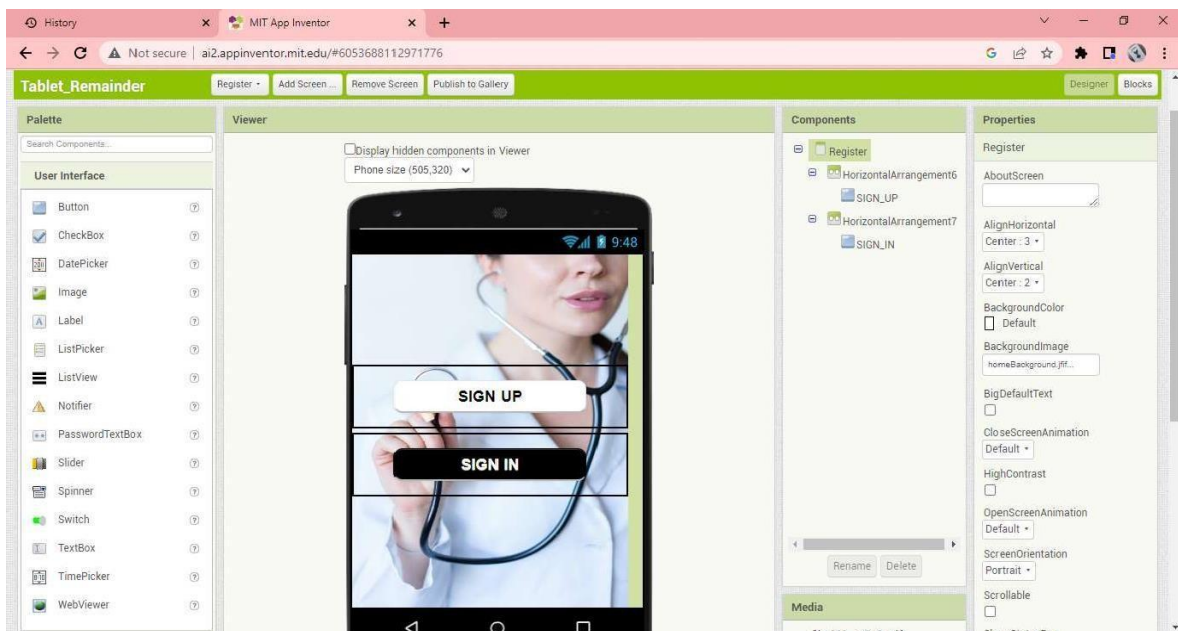 History
MIT App Inventor
Not secure | ai2.appinventor.mit.edu/#6053688112971776
Tablet_Remainder
Register
Add Screen ...
Remove Screen
Publish to Gallery
Designer
Blocks
Palette
Search Components...
User Interface
Button
CheckBox
DatePicker
Image
Label
ListPicker
ListView
Notifier
PasswordTextBox
Slider
Spinner
Switch
TextBox
TimePicker
WebViewer
Viewer
Display hidden components in Viewer
Phone size (505,320)
9:48
SIGN UP
SIGN IN
Components
Register
HorizontalArrangement6
SIGN_UP
HorizontalArrangement7
SIGN_IN
Rename
Delete
Media
Properties
Register
AboutScreen
AlignHorizontal
Center : 3
AlignVertical
Center : 2
BackgroundColor
Default
BackgroundImage
homeBackground.jfif...
BigDefaultText
CloseScreenAnimation
Default
HighContrast
OpenScreenAnimation
Default
ScreenOrientation
Portrait
Scrollable